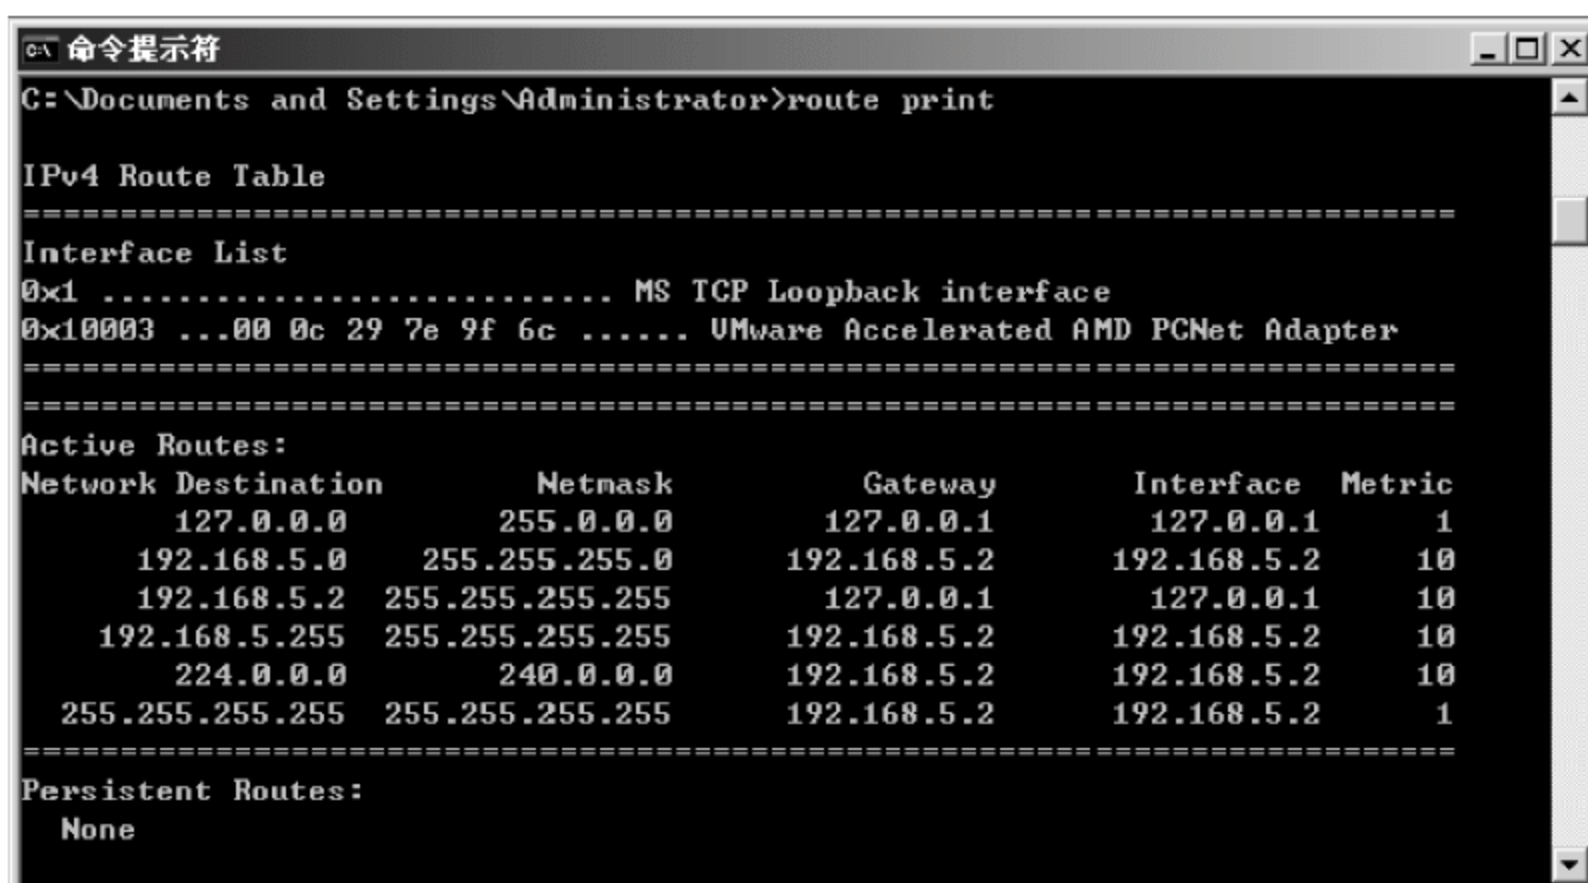 命令提示符
C:\Documents and Settings\Administrator>route print
IPv4 Route Table
===========================================================================
Interface List
0x1 ........................... MS TCP Loopback interface
0x10003 ...00 0c 29 7e 9f 6c ...... VMware Accelerated AMD PCNet Adapter
===========================================================================
===========================================================================
Active Routes:
Network Destination        Netmask          Gateway       Interface  Metric
        127.0.0.0        255.0.0.0        127.0.0.1       127.0.0.1      1
      192.168.5.0    255.255.255.0      192.168.5.2     192.168.5.2     10
      192.168.5.2  255.255.255.255        127.0.0.1       127.0.0.1     10
    192.168.5.255  255.255.255.255      192.168.5.2     192.168.5.2     10
        224.0.0.0        240.0.0.0      192.168.5.2     192.168.5.2     10
  255.255.255.255  255.255.255.255      192.168.5.2     192.168.5.2      1
===========================================================================
Persistent Routes:
  None